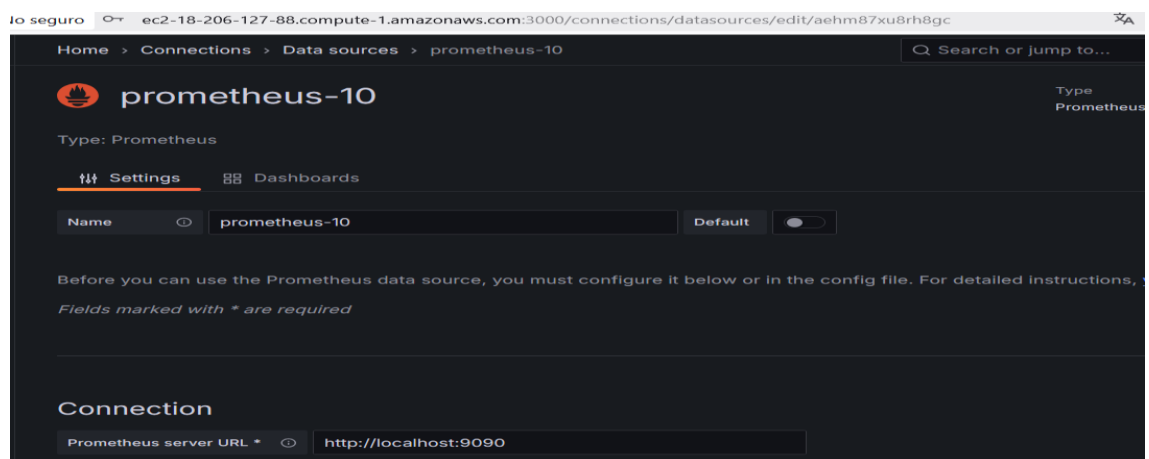 No seguro ec2-18-206-127-88.compute-1.amazonaws.com:3000/connections/datasources/edit/aehm87xu8rh8gc
Home > Connections > Data sources > prometheus-10 Search or jump to...
prometheus-10
Type
Prometheus
Type: Prometheus
Settings Dashboards
Name prometheus-10 Default
Before you can use the Prometheus data source, you must configure it below or in the config file. For detailed instructions,
Fields marked with * are required
Connection
Prometheus server URL * http://localhost:9090